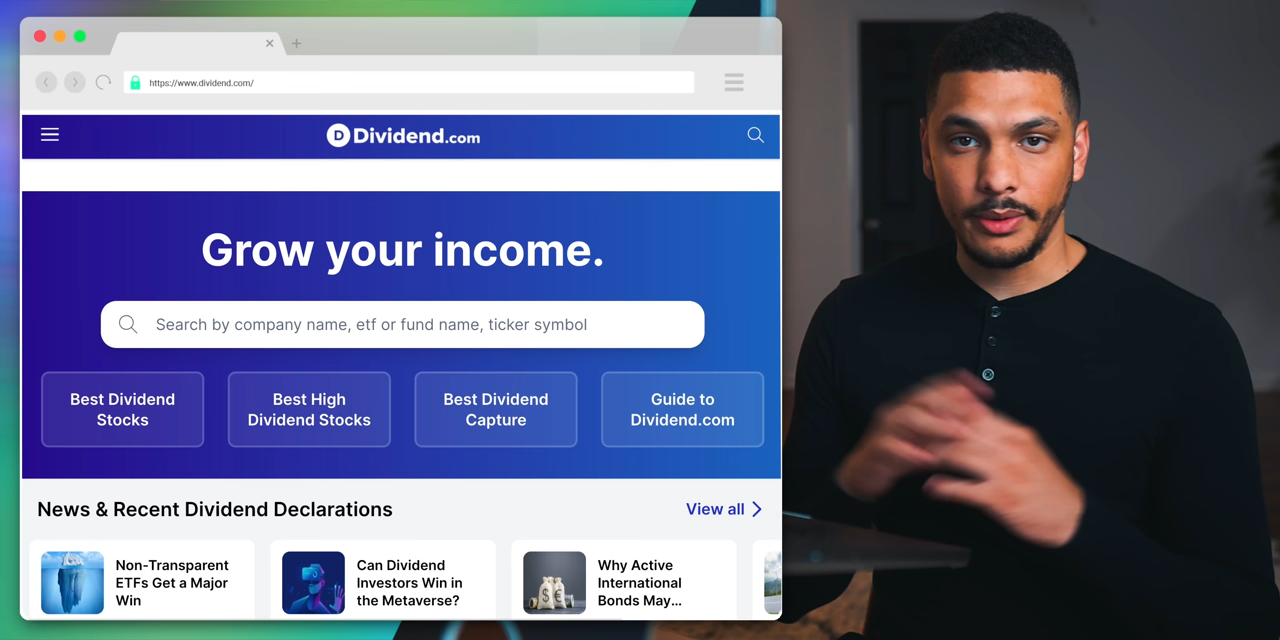 https://www.dividend.com/
D Dividend.com
Grow your income.
Search by company name, etf or fund name, ticker symbol
Best Dividend
Stocks
Best High
Dividend Stocks
Best Dividend
Capture
Guide to
Dividend.com
News & Recent Dividend Declarations
View all
Non-Transparent
ETFs Get a Major
Win
Can Dividend
Investors Win in
the Metaverse?
Why Active
International
Bonds May...